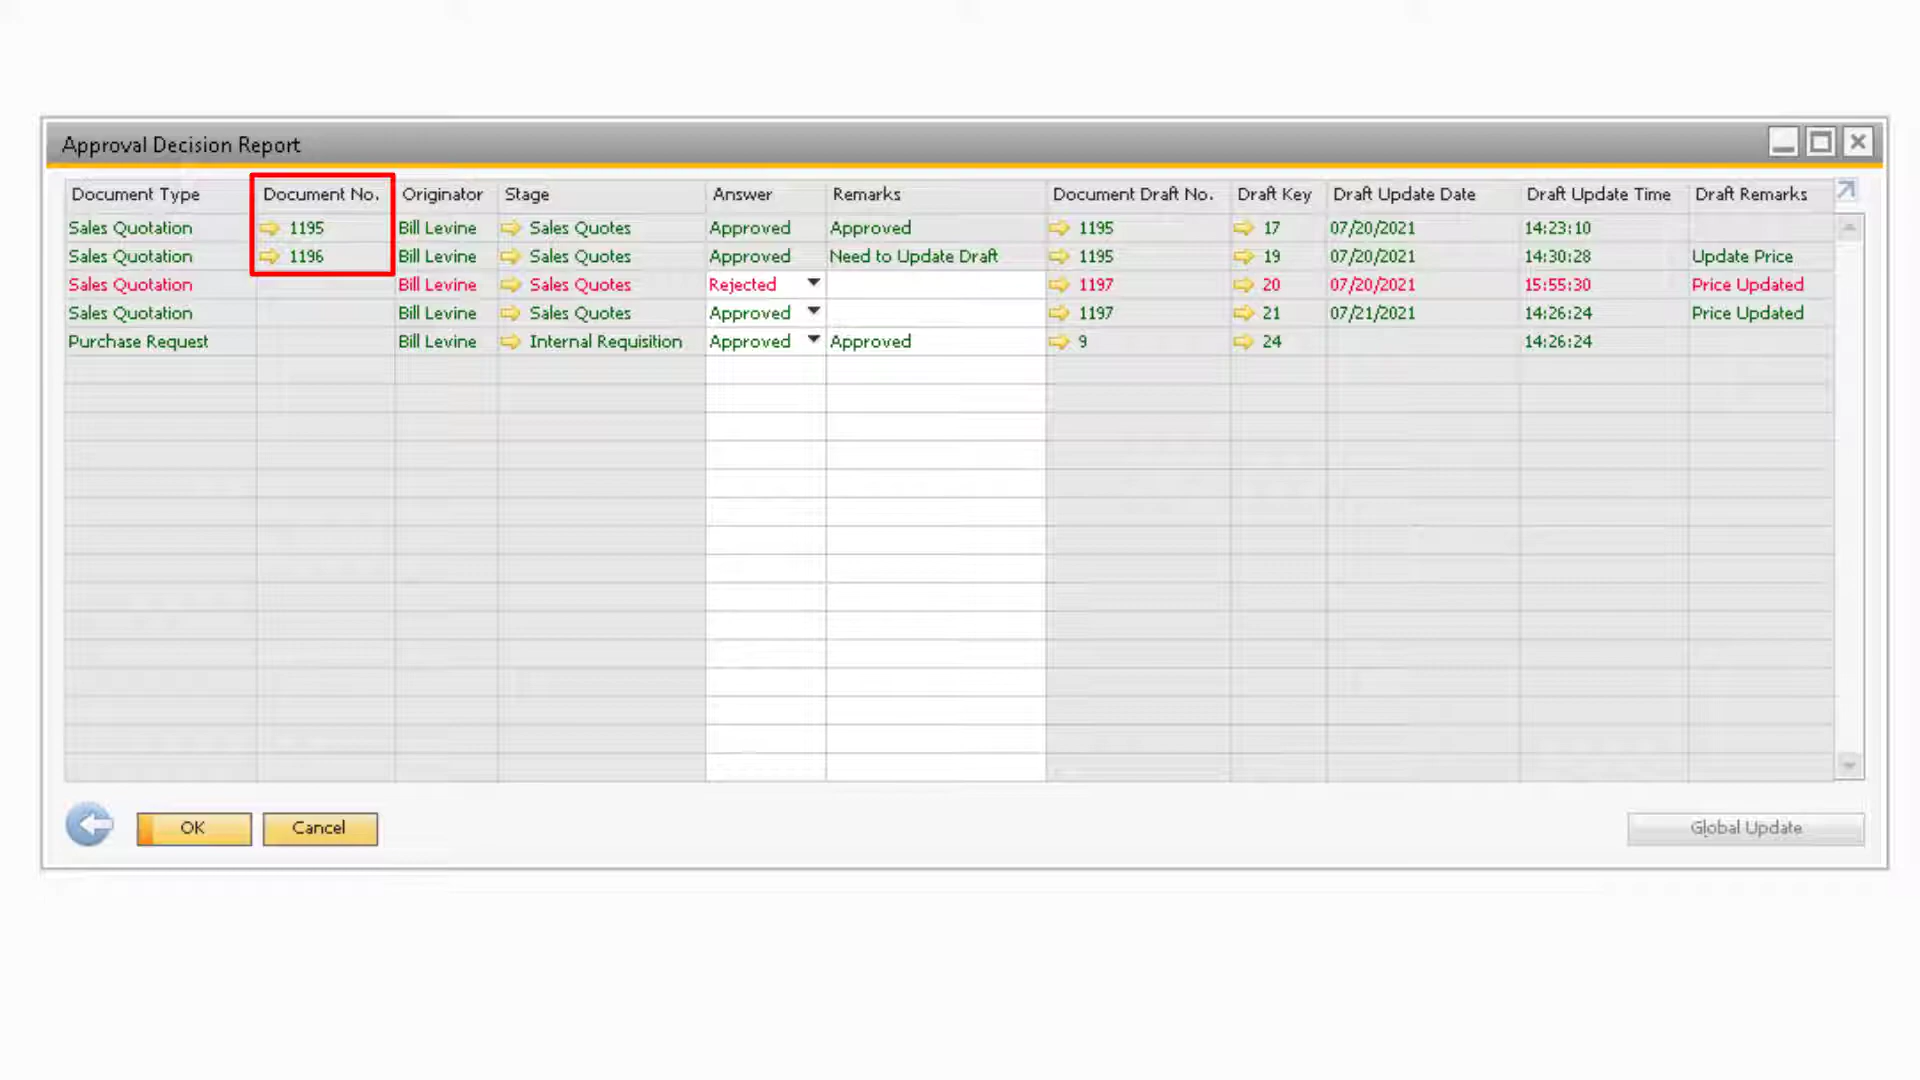 Approval Decision Report
Document Type Document No. Originator Stage Answer Remarks Document Draft No. Draft Key Draft Update Date Draft Update Time Draft Remarks
Sales Quotation 1195 Bill Levine Sales Quotes Approved Approved 1195 17 07/20/2021 14:23:10
Sales Quotation 1196 Bill Levine Sales Quotes Approved Need to Update Draft 1195 19 07/20/2021 14:30:28 Update Price
Sales Quotation Bill Levine Sales Quotes Rejected 1197 20 07/20/2021 15:55:30 Price Updated
Sales Quotation Bill Levine Sales Quotes Approved 1197 21 07/21/2021 14:26:24 Price Updated
Purchase Request Bill Levine Internal Requisition Approved Approved 9 24 14:26:24
OK Cancel Global Update